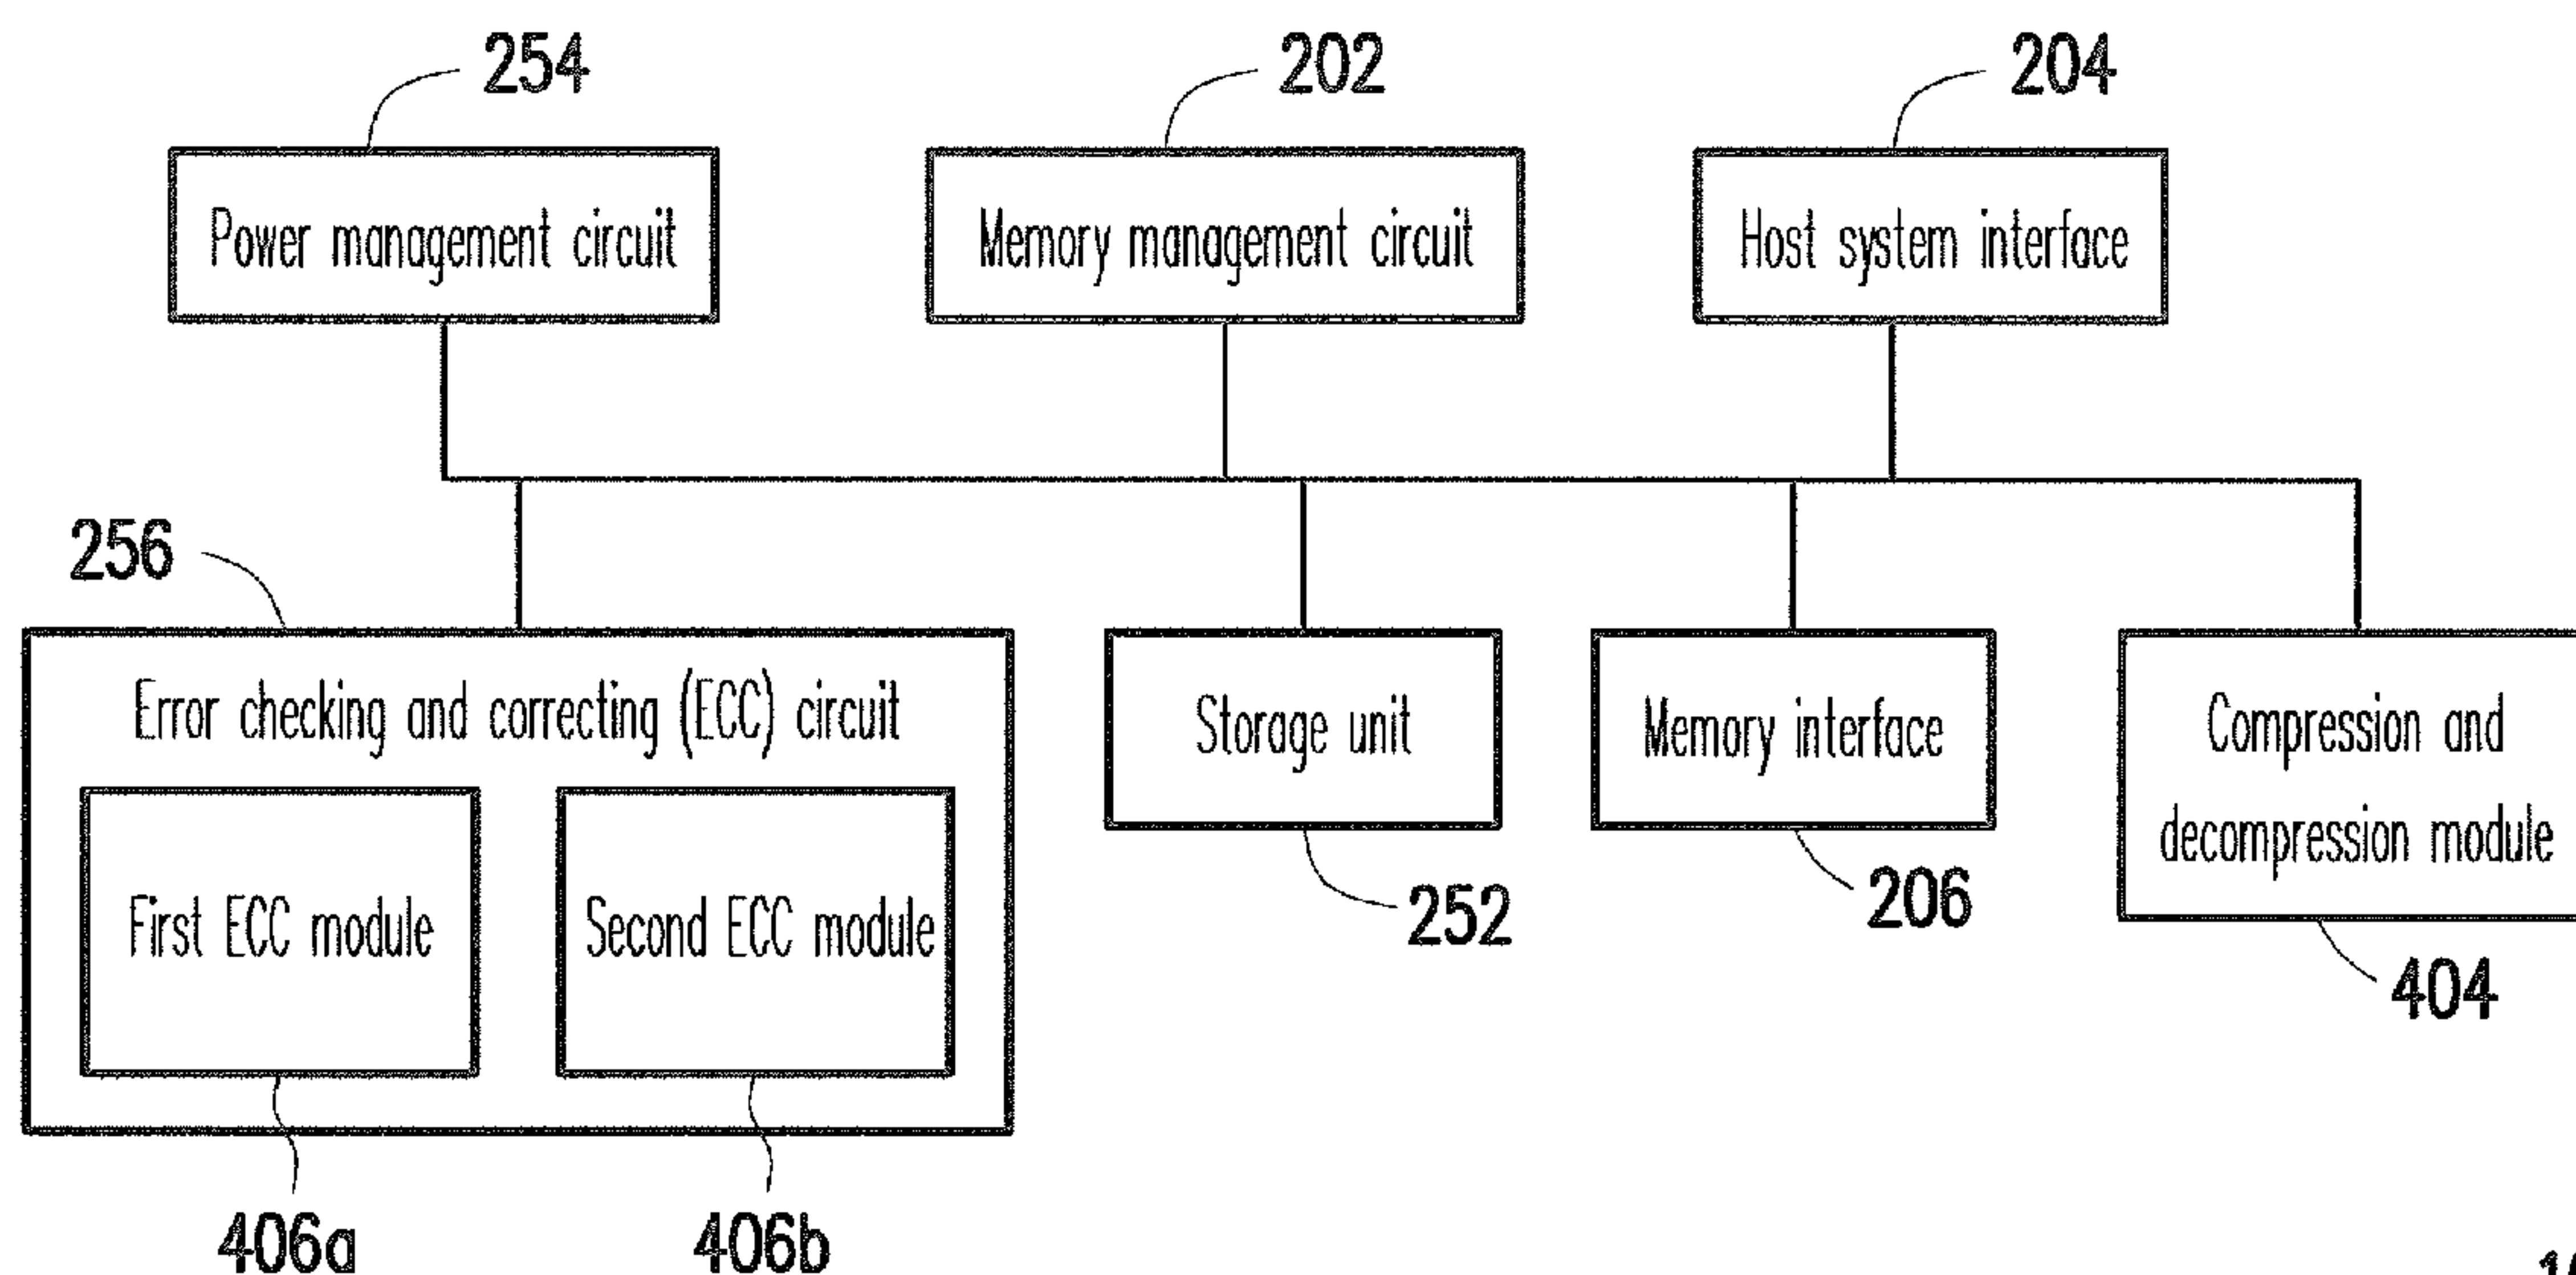 254
202
204
Power management circuit
Memory management circuit
Host system interface
256
Error checking and correcting (ECC) circuit
Storage unit
Memory interface
Compression and
decompression module
First ECC module
Second ECC module
252
206
404
406a
406b